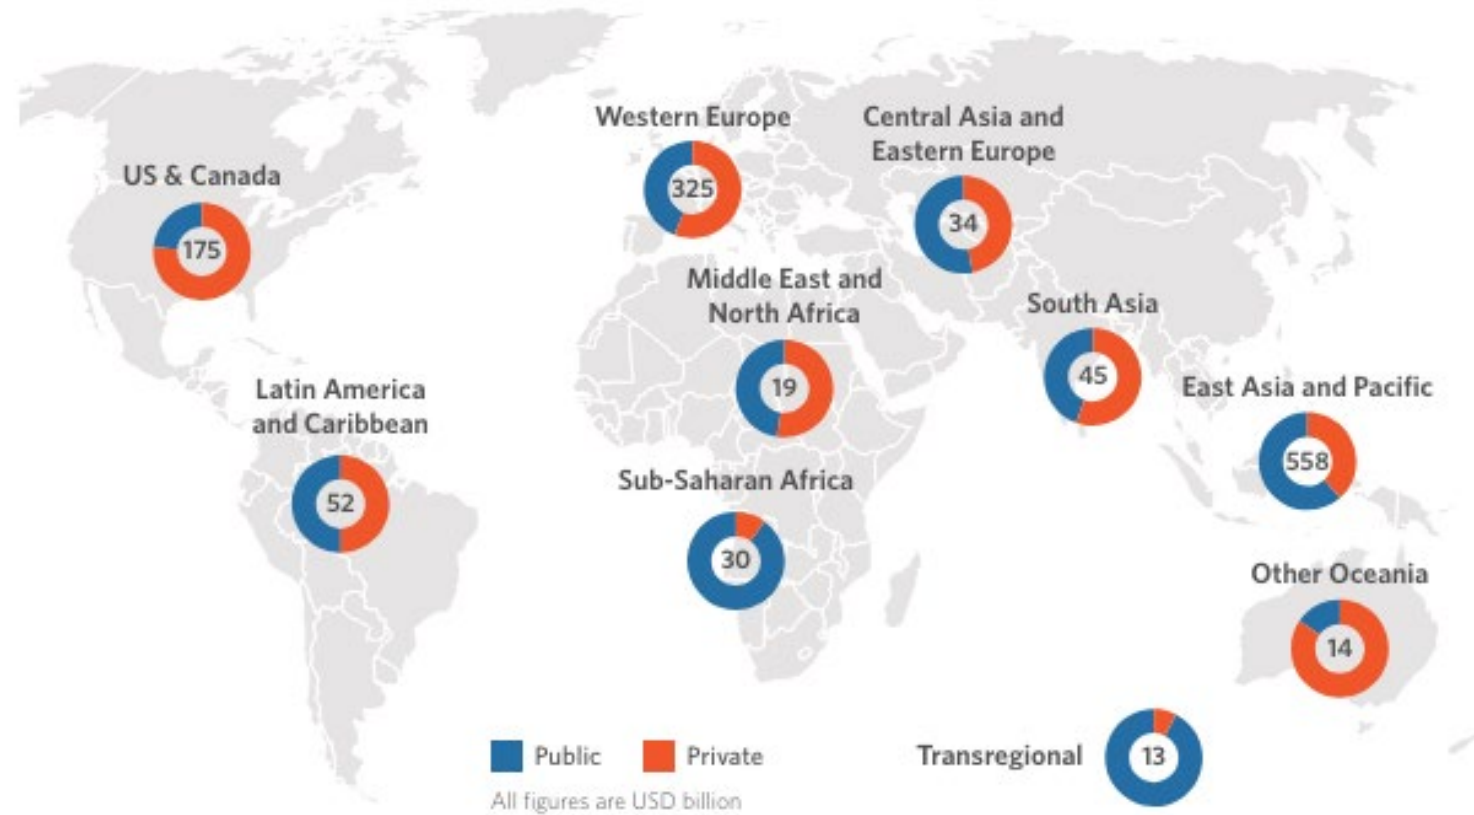 Western Europe
325
Central Asia and
Eastern Europe
34
US & Canada
175
Middle East and
North Africa
19
South Asia
45
Latin America
and Caribbean
52
East Asia and Pacific
558
Sub-Saharan Africa
30
Other Oceania
14
Transregional
13
Public
Private
All figures are USD billion